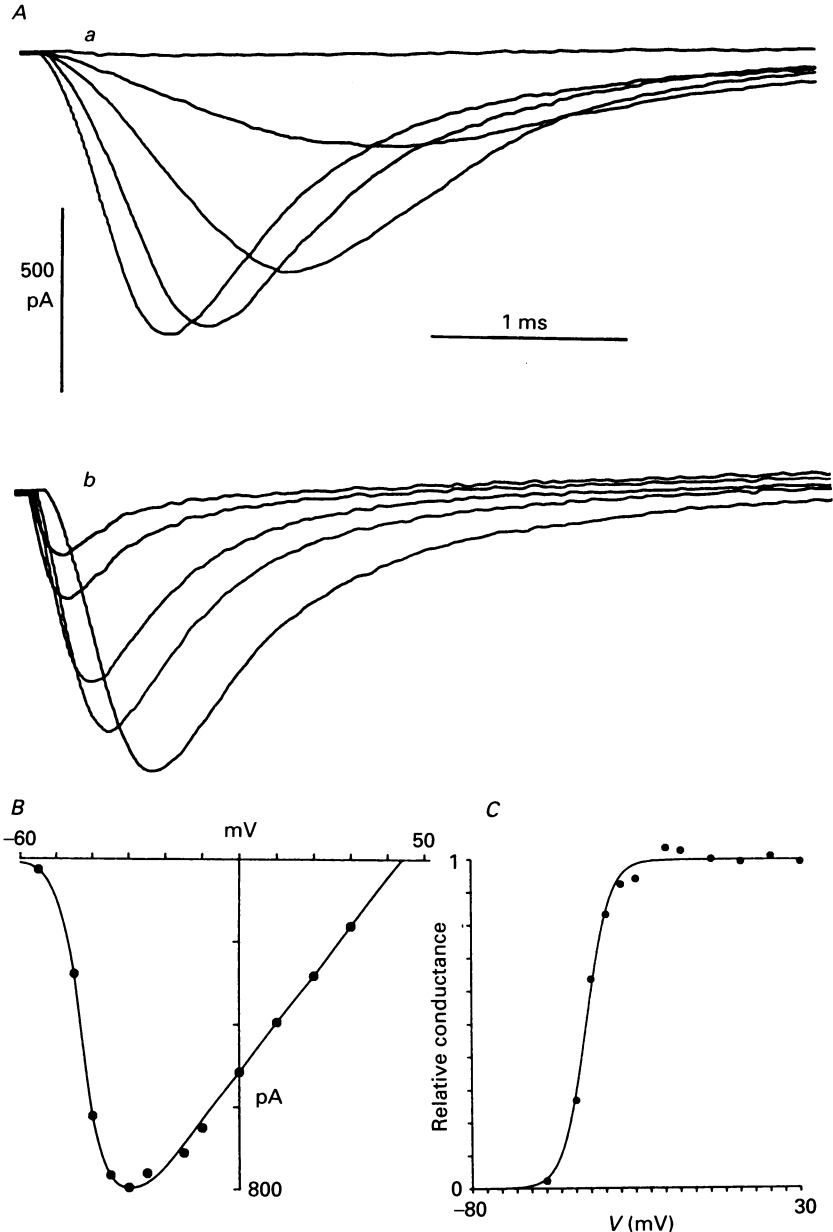 A
a
500
pA
1 ms
b
B
–60
mV
50
pA
800
C
1
Relative conductance
0
–80
30
V (mV)